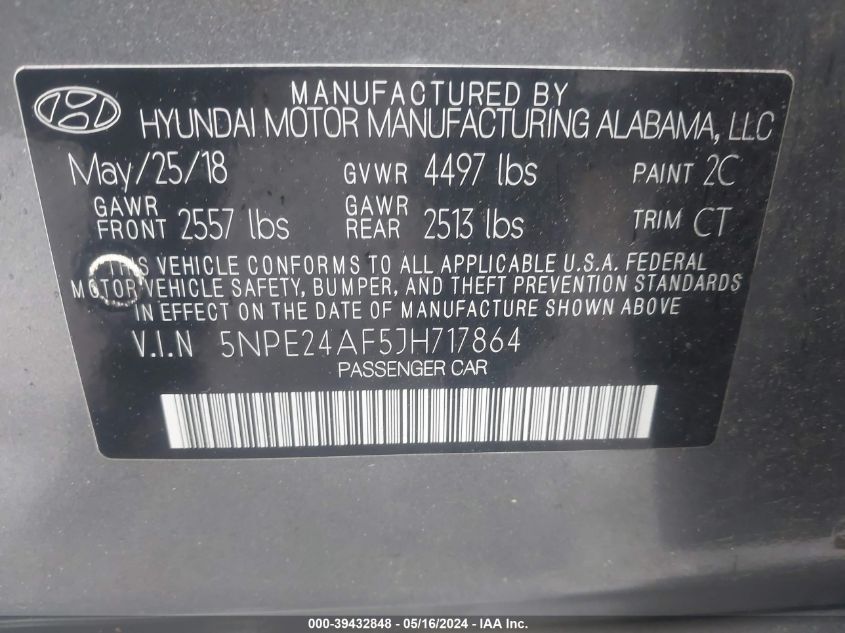 MANUFACTURED BY
HYUNDAI MOTOR MANUFACTURING ALABAMA, LLC
May/25/18 GVWR 4497 lbs PAINT 2C
GAWR FRONT 2557 lbs GAWR REAR 2513 lbs TRIM CT
THIS VEHICLE CONFORMS TO ALL APPLICABLE U.S.A. FEDERAL
MOTOR VEHICLE SAFETY, BUMPER, AND THEFT PREVENTION STANDARDS
IN EFFECT ON THE DATE OF MANUFACTURE SHOWN ABOVE
V.I.N 5NPE24AF5JH717864
PASSENGER CAR
000-39432848 - 05/16/2024 - IAA Inc.